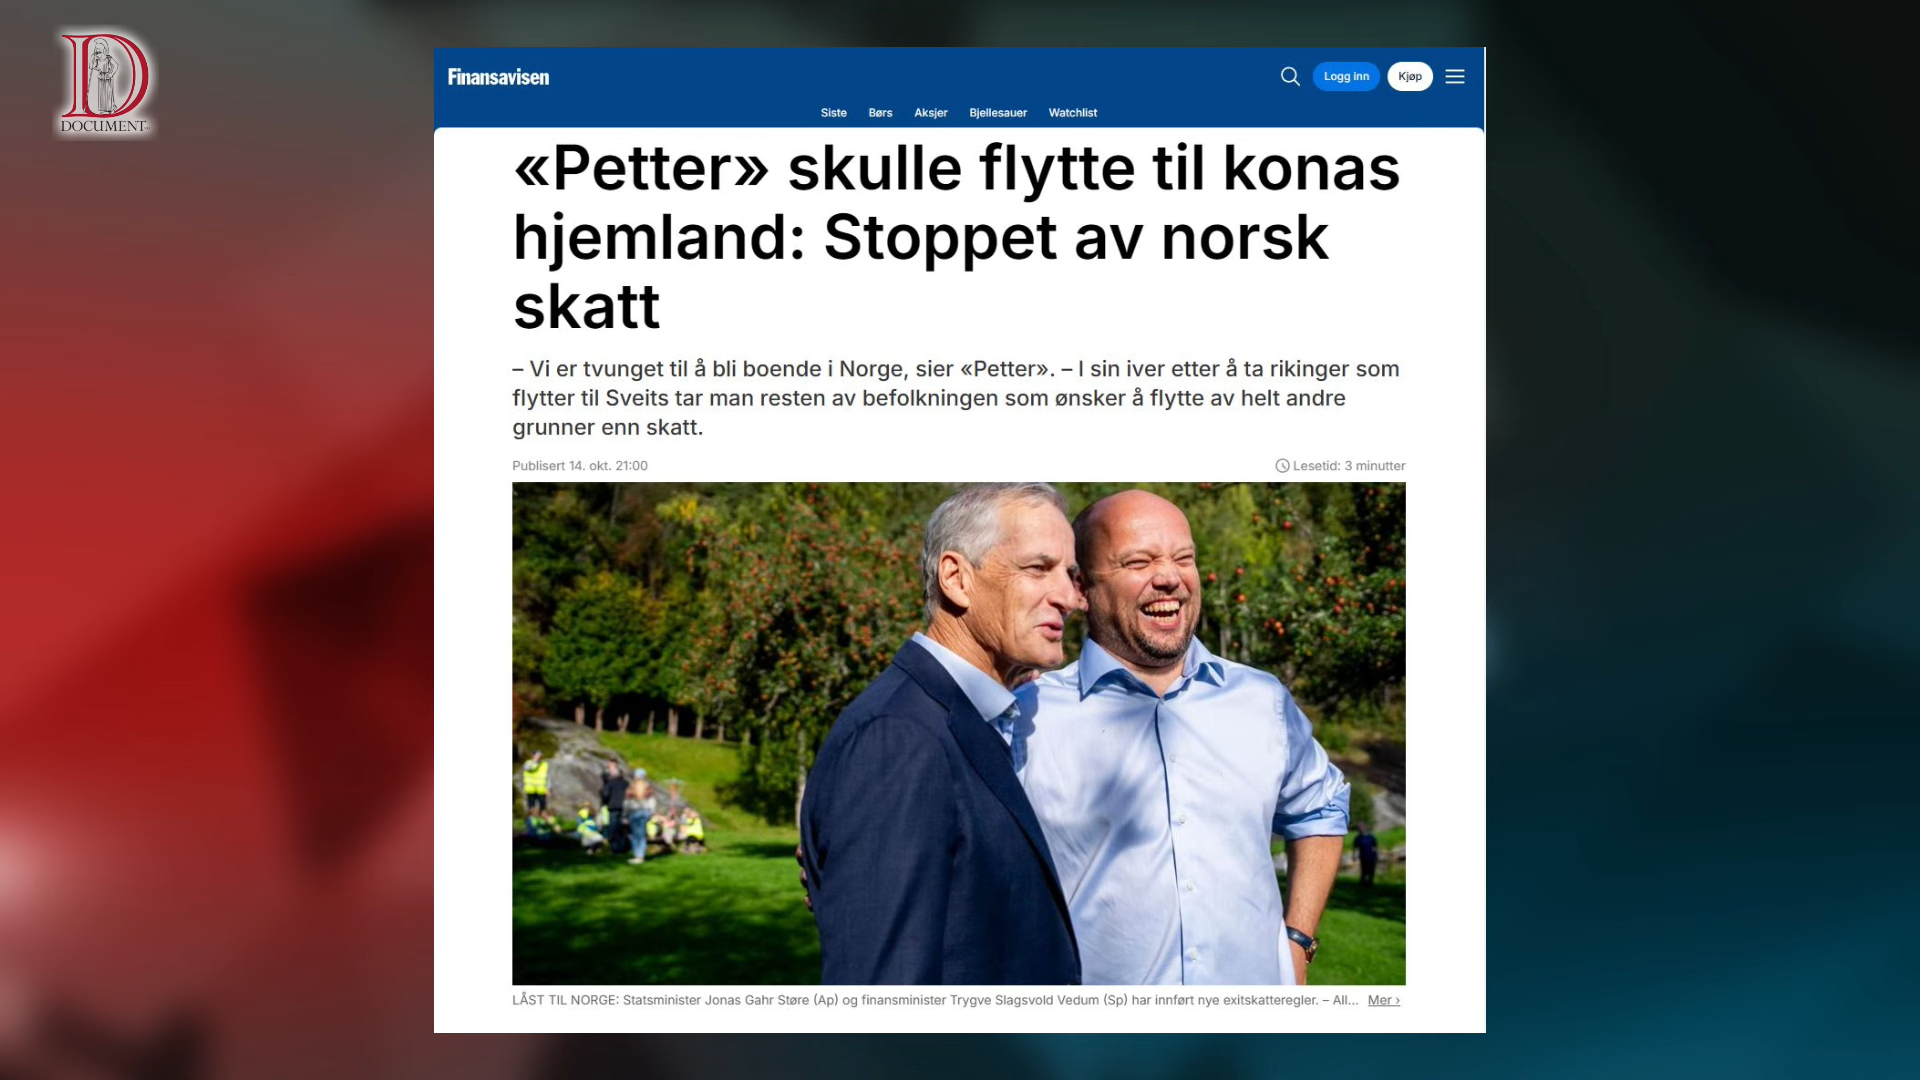 D
DOCUMENT
Finansavisen
Logg inn
Kjøp
Siste Børs Aksjer Bjellesauer Watchlist
«Petter» skulle flytte til konas
hjemland: Stoppet av norsk
skatt
– Vi er tvunget til å bli boende i Norge, sier «Petter». – I sin iver etter å ta rikinger som
flytter til Sveits tar man resten av befolkningen som ønsker å flytte av helt andre
grunner enn skatt.
Publisert 14. okt. 21:00
Lesetid: 3 minutter
LÅST TIL NORGE: Statsminister Jonas Gahr Støre (Ap) og finansminister Trygve Slagsvold Vedum (Sp) har innført nye exitskatteregler. – All... Mer ›